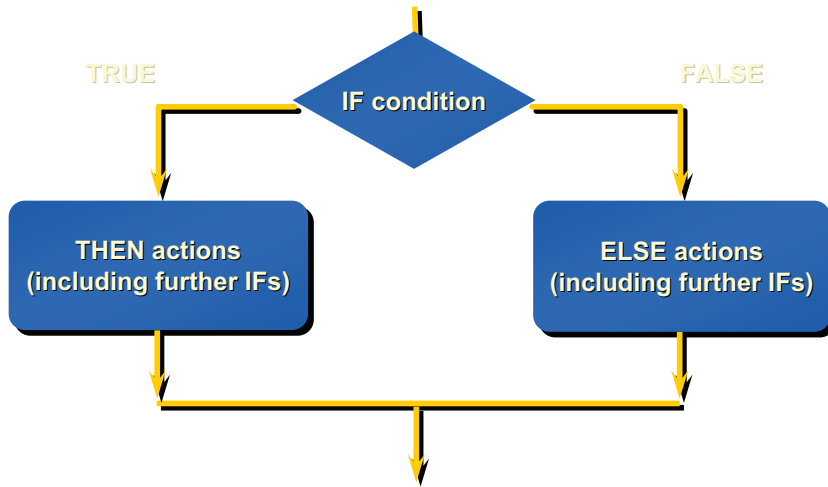 TRUE
IF condition
FALSE
THEN actions
(including further IFs)
ELSE actions
(including further IFs)